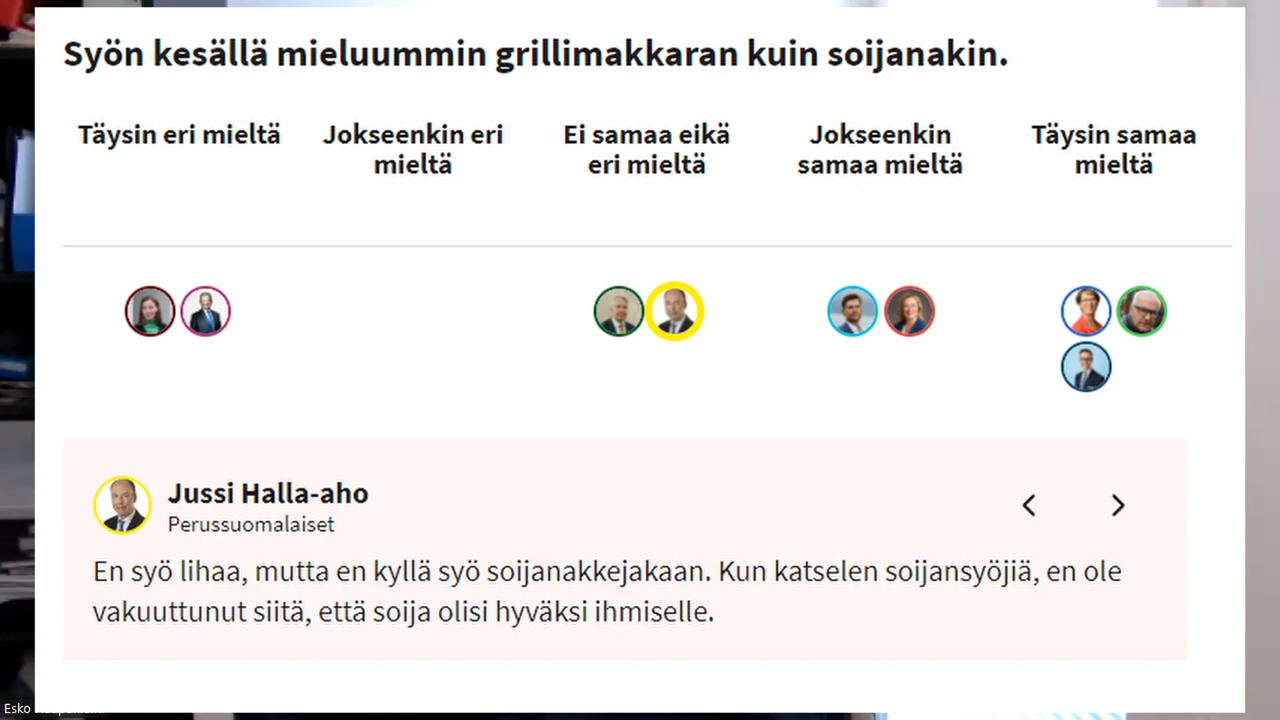 Syön kesällä mieluummin grillimakkaran kuin soijanakin.
Täysin eri mieltä
Jokseenkin eri
mieltä
Ei samaa eikä
eri mieltä
Jokseenkin
samaa mieltä
Täysin samaa
mieltä
Jussi Halla-aho
Perussuomalaiset
En syö lihaa, mutta en kyllä syö soijanakkejakaan. Kun katselen soijansyöjiä, en ole
vakuuttunut siitä, että soija olisi hyväksi ihmiselle.
Esko